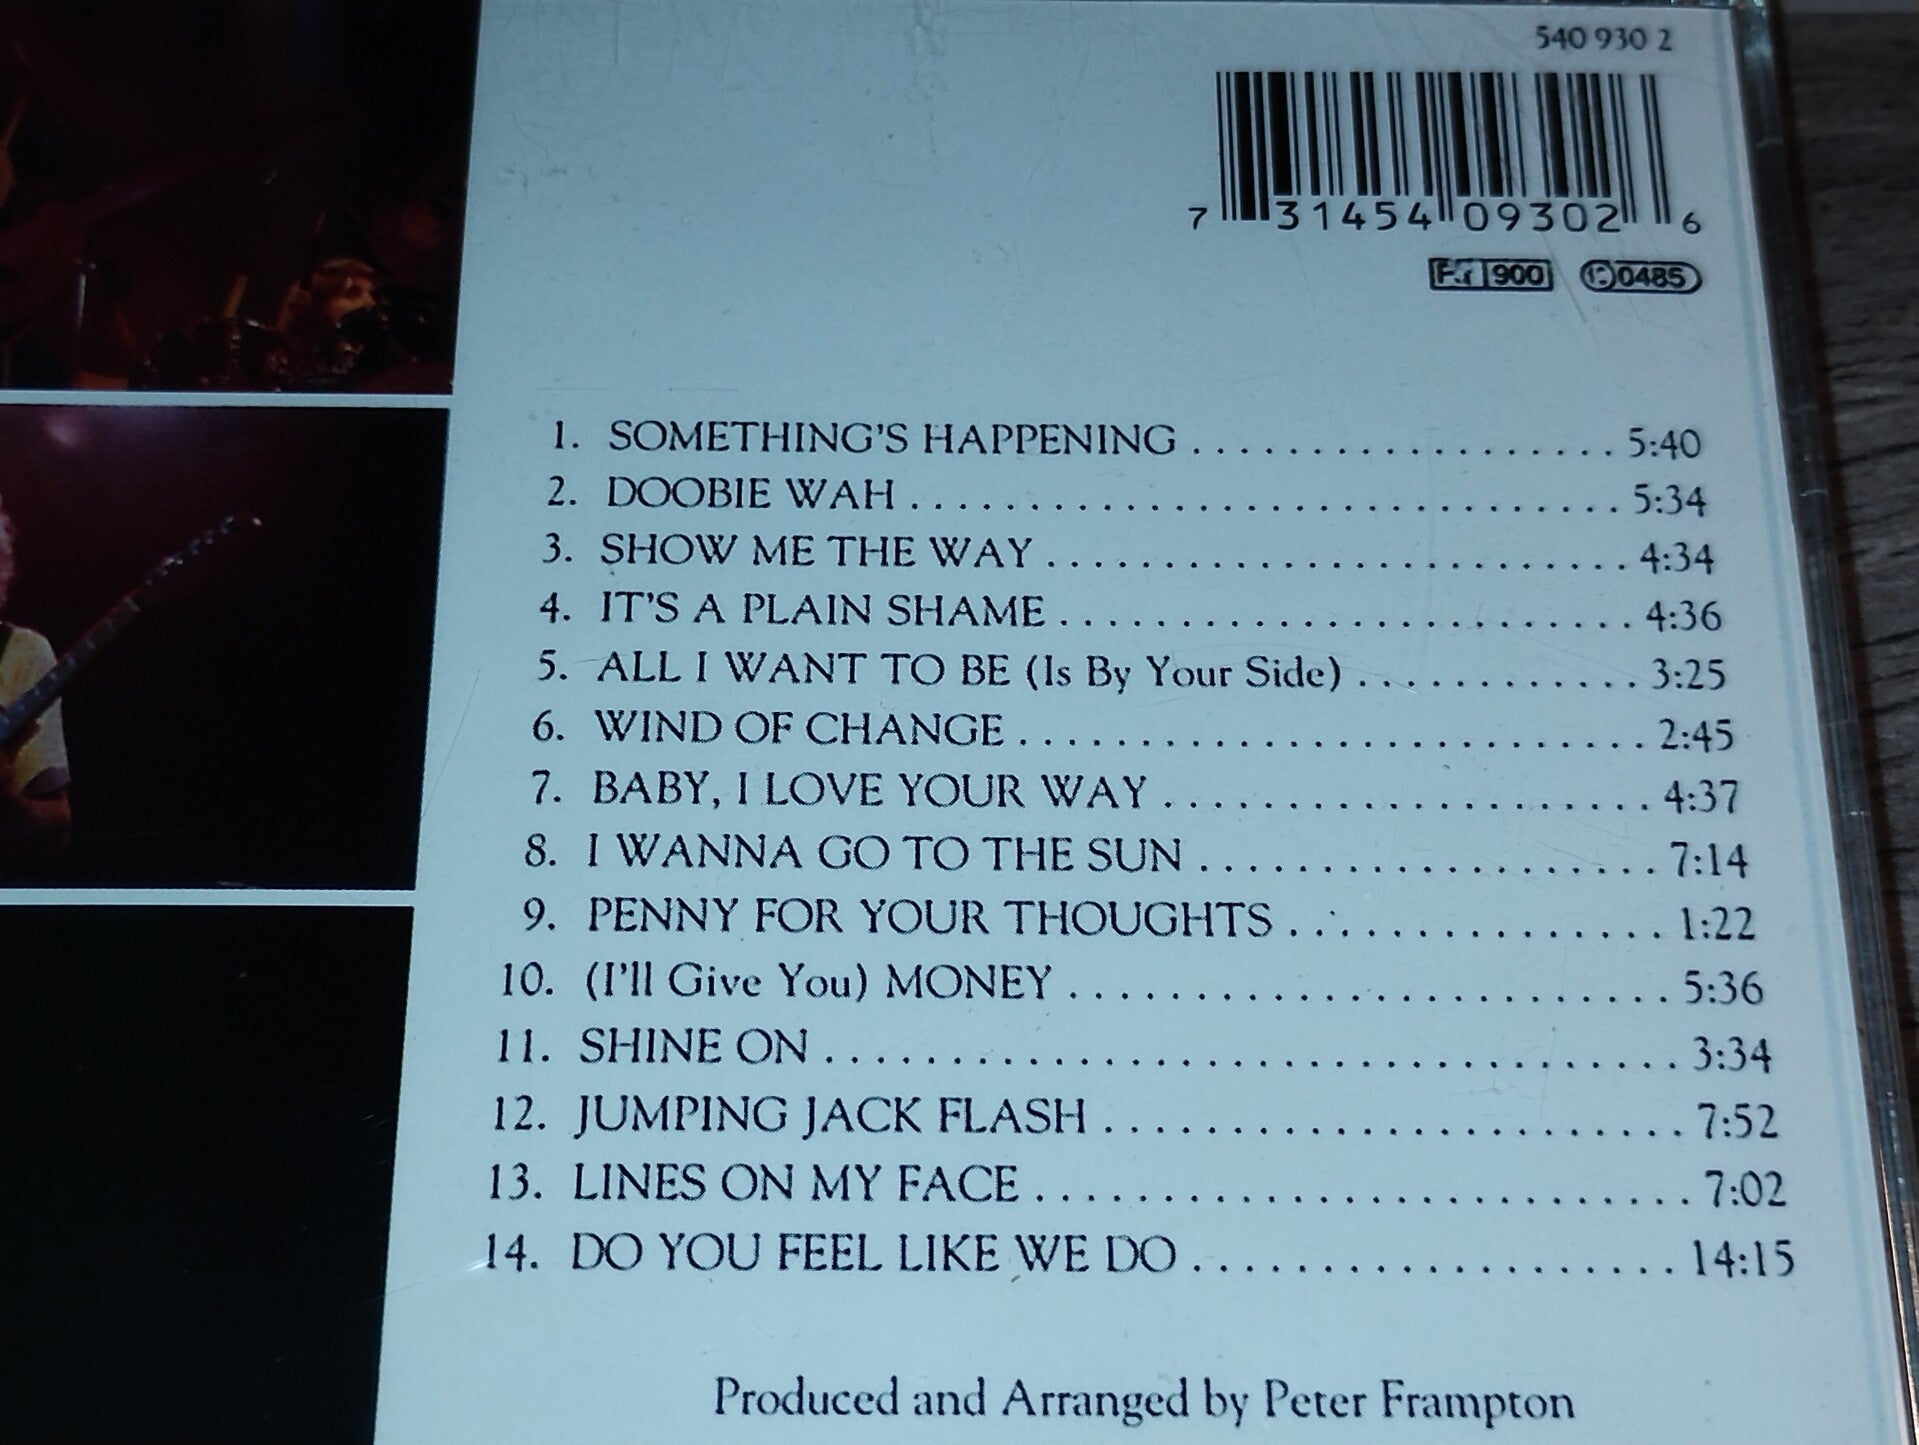 540 930 2
7 31454 09302 6
900 0485
1. SOMETHING'S HAPPENING .................. 5:40
2. DOOBIE WAH .............................. 5:34
3. SHOW ME THE WAY ......................... 4:34
4. IT'S A PLAIN SHAME ......................... 4:36
5. ALL I WANT TO BE (Is By Your Side) ............ 3:25
6. WIND OF CHANGE .......................... 2:45
7. BABY, I LOVE YOUR WAY .................... 4:37
8. I WANNA GO TO THE SUN ................... 7:14
9. PENNY FOR YOUR THOUGHTS ............... 1:22
10. (I'll Give You) MONEY ........................ 5:36
11. SHINE ON .................................. 3:34
12. JUMPING JACK FLASH ....................... 7:52
13. LINES ON MY FACE .......................... 7:02
14. DO YOU FEEL LIKE WE DO ................... 14:15
Produced and Arranged by Peter Frampton